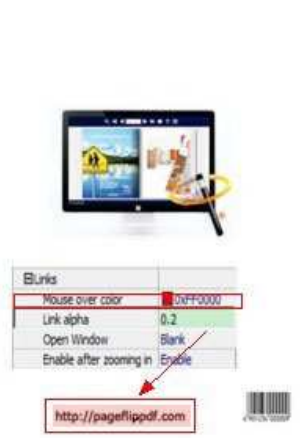 Links
Mouse over color 0xFF0000
Link alpha 0.2
Open Window Blank
Enable after zooming in Enable
http://pageflippdf.com